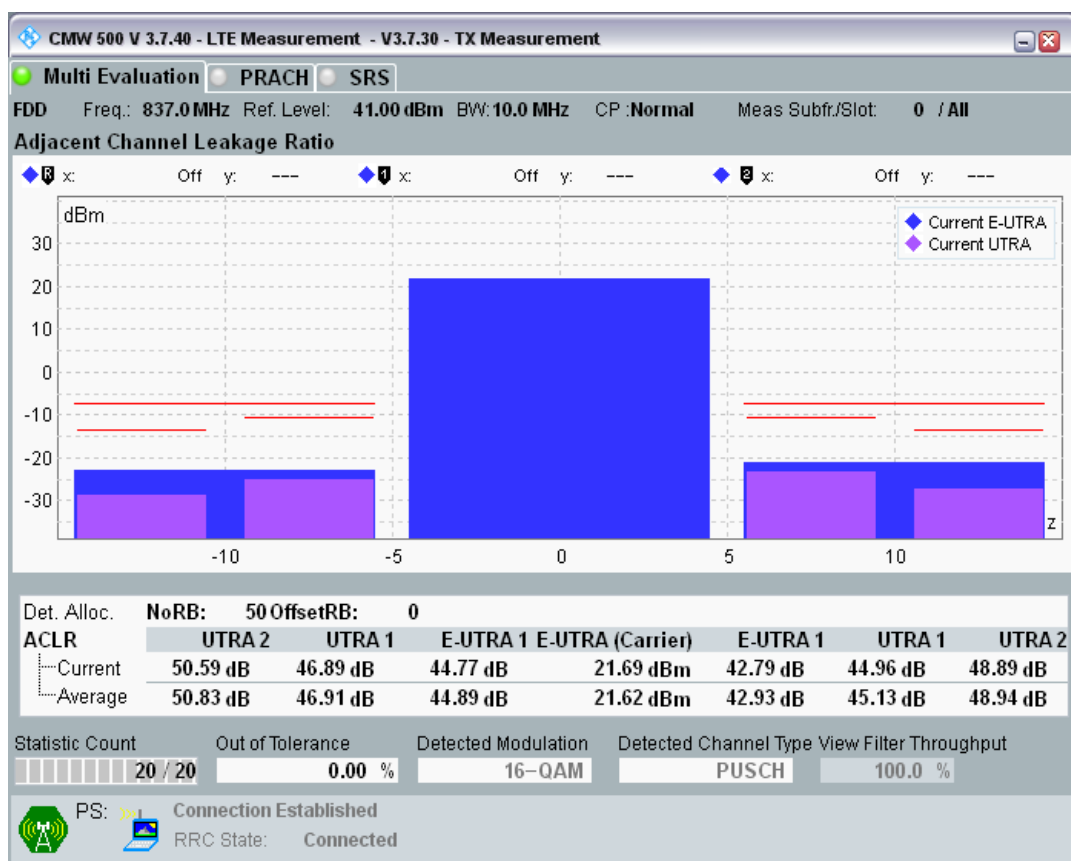 CMW 500 V 3.7.40 - LTE Measurement - V3.7.30 - TX Measurement
Multi Evaluation PRACH SRS
FDD Freq.: 837.0 MHz Ref. Level: 41.00 dBm BW: 10.0 MHz CP :Normal Meas Subfr./Slot: 0 / All
Adjacent Channel Leakage Ratio
R x: Off y: --- 1 x: Off y: --- 2 x: Off y: ---
dBm
Current E-UTRA
Current UTRA
30
20
10
0
-10
-20
-30
z
-10 -5 0 5 10
Det. Alloc. NoRB: 50 OffsetRB: 0
ACLR UTRA 2 UTRA 1 E-UTRA 1 E-UTRA (Carrier) E-UTRA 1 UTRA 1 UTRA 2
Current 50.59 dB 46.89 dB 44.77 dB 21.69 dBm 42.79 dB 44.96 dB 48.89 dB
Average 50.83 dB 46.91 dB 44.89 dB 21.62 dBm 42.93 dB 45.13 dB 48.94 dB
Statistic Count Out of Tolerance Detected Modulation Detected Channel Type View Filter Throughput
20 / 20 0.00 % 16-QAM PUSCH 100.0 %
PS: Connection Established
RRC State: Connected